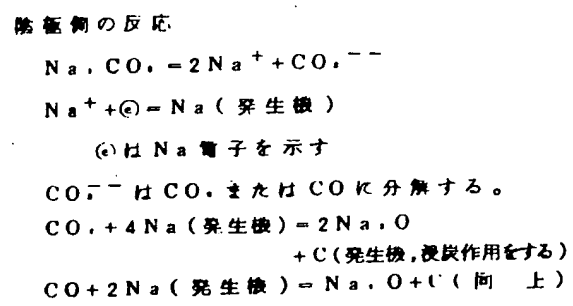 陰極側の反応
Na₂CO₃=2Na⁺+CO₃⁻⁻
Na⁺+ⓔ=Na(発生機)
ⓔはNa電子を示す
CO₃⁻⁻はCO₂またはCOに分解する。
CO₂+4Na(発生機)=2Na₂O
+C(発生機,浸炭作用をする)
CO+2Na(発生機)=Na₂O+C(同 上)